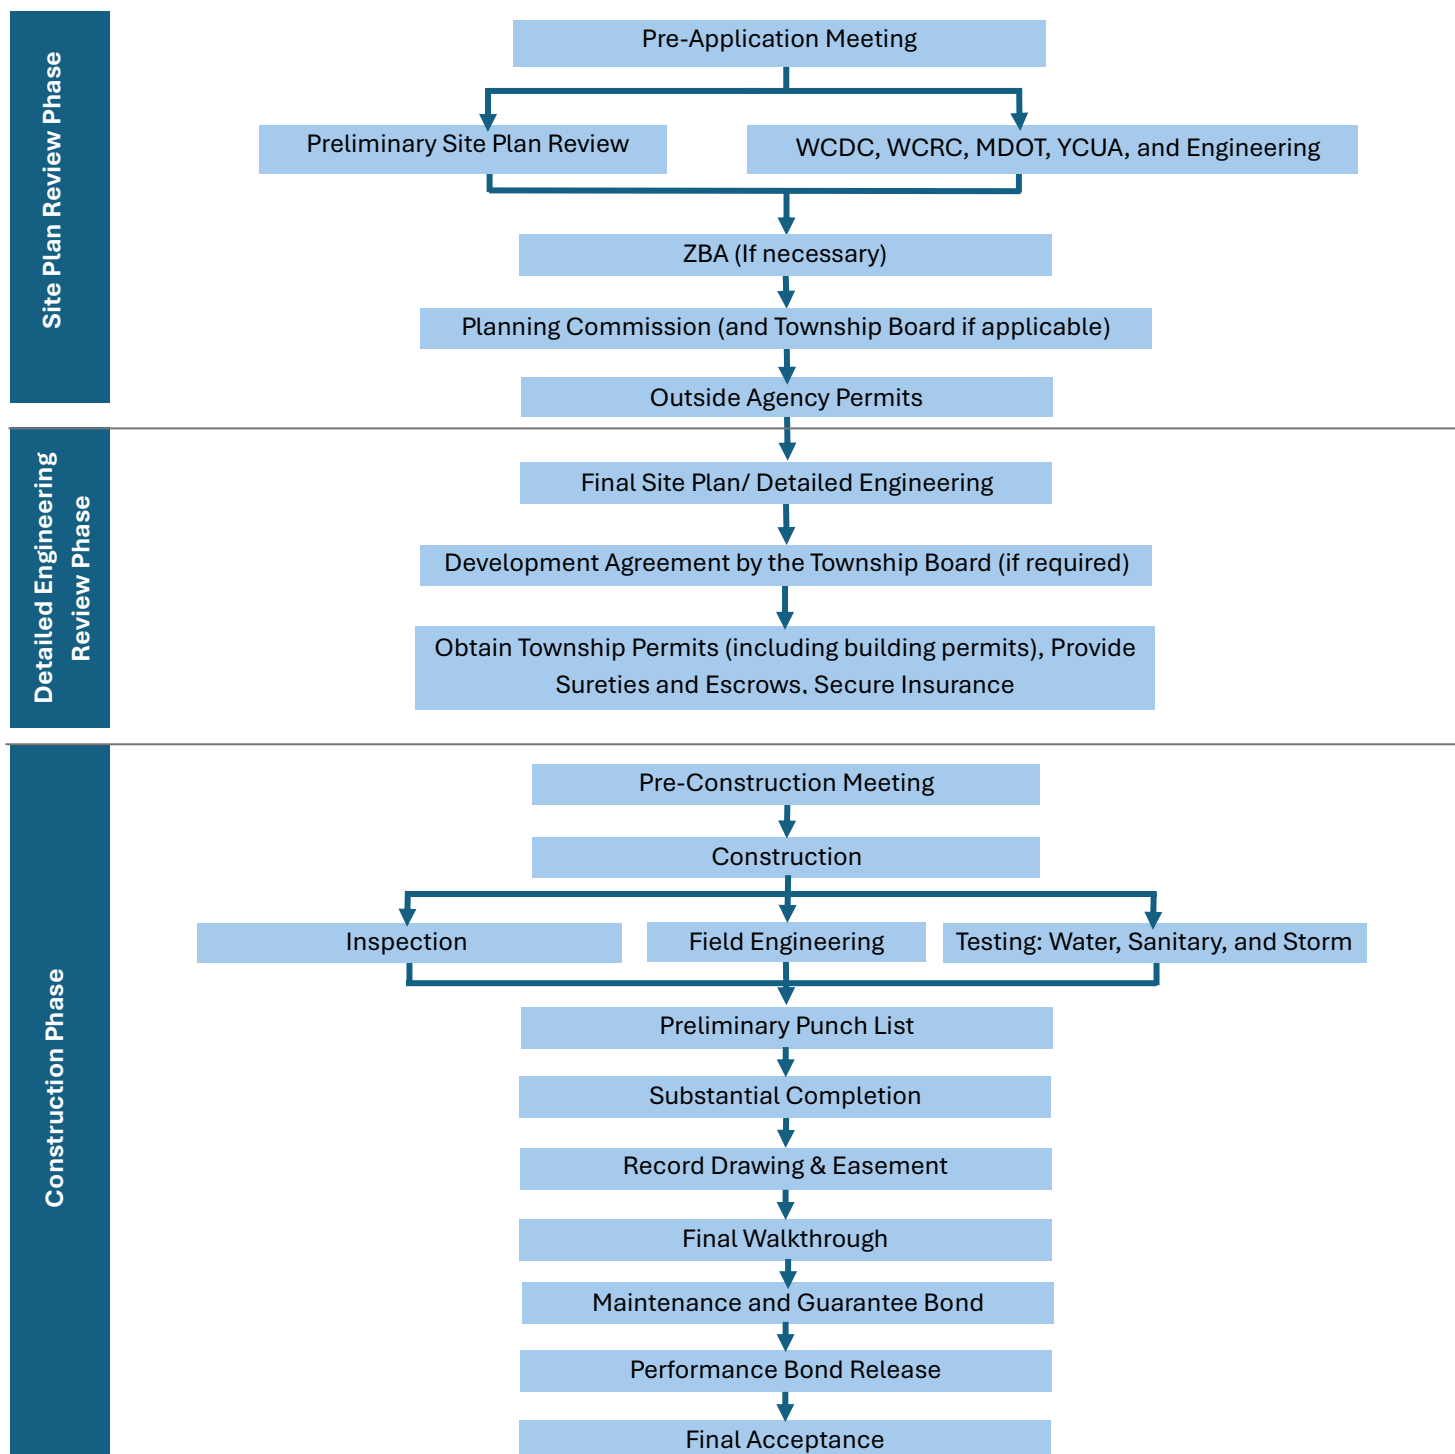 Site Plan Review Phase
Pre-Application Meeting
Preliminary Site Plan Review
WCDC, WCRC, MDOT, YCUA, and Engineering
ZBA (If necessary)
Planning Commission (and Township Board if applicable)
Outside Agency Permits
Detailed Engineering
Review Phase
Final Site Plan/ Detailed Engineering
Development Agreement by the Township Board (if required)
Obtain Township Permits (including building permits), Provide
Sureties and Escrows, Secure Insurance
Construction Phase
Pre-Construction Meeting
Construction
Inspection
Field Engineering
Testing: Water, Sanitary, and Storm
Preliminary Punch List
Substantial Completion
Record Drawing & Easement
Final Walkthrough
Maintenance and Guarantee Bond
Performance Bond Release
Final Acceptance